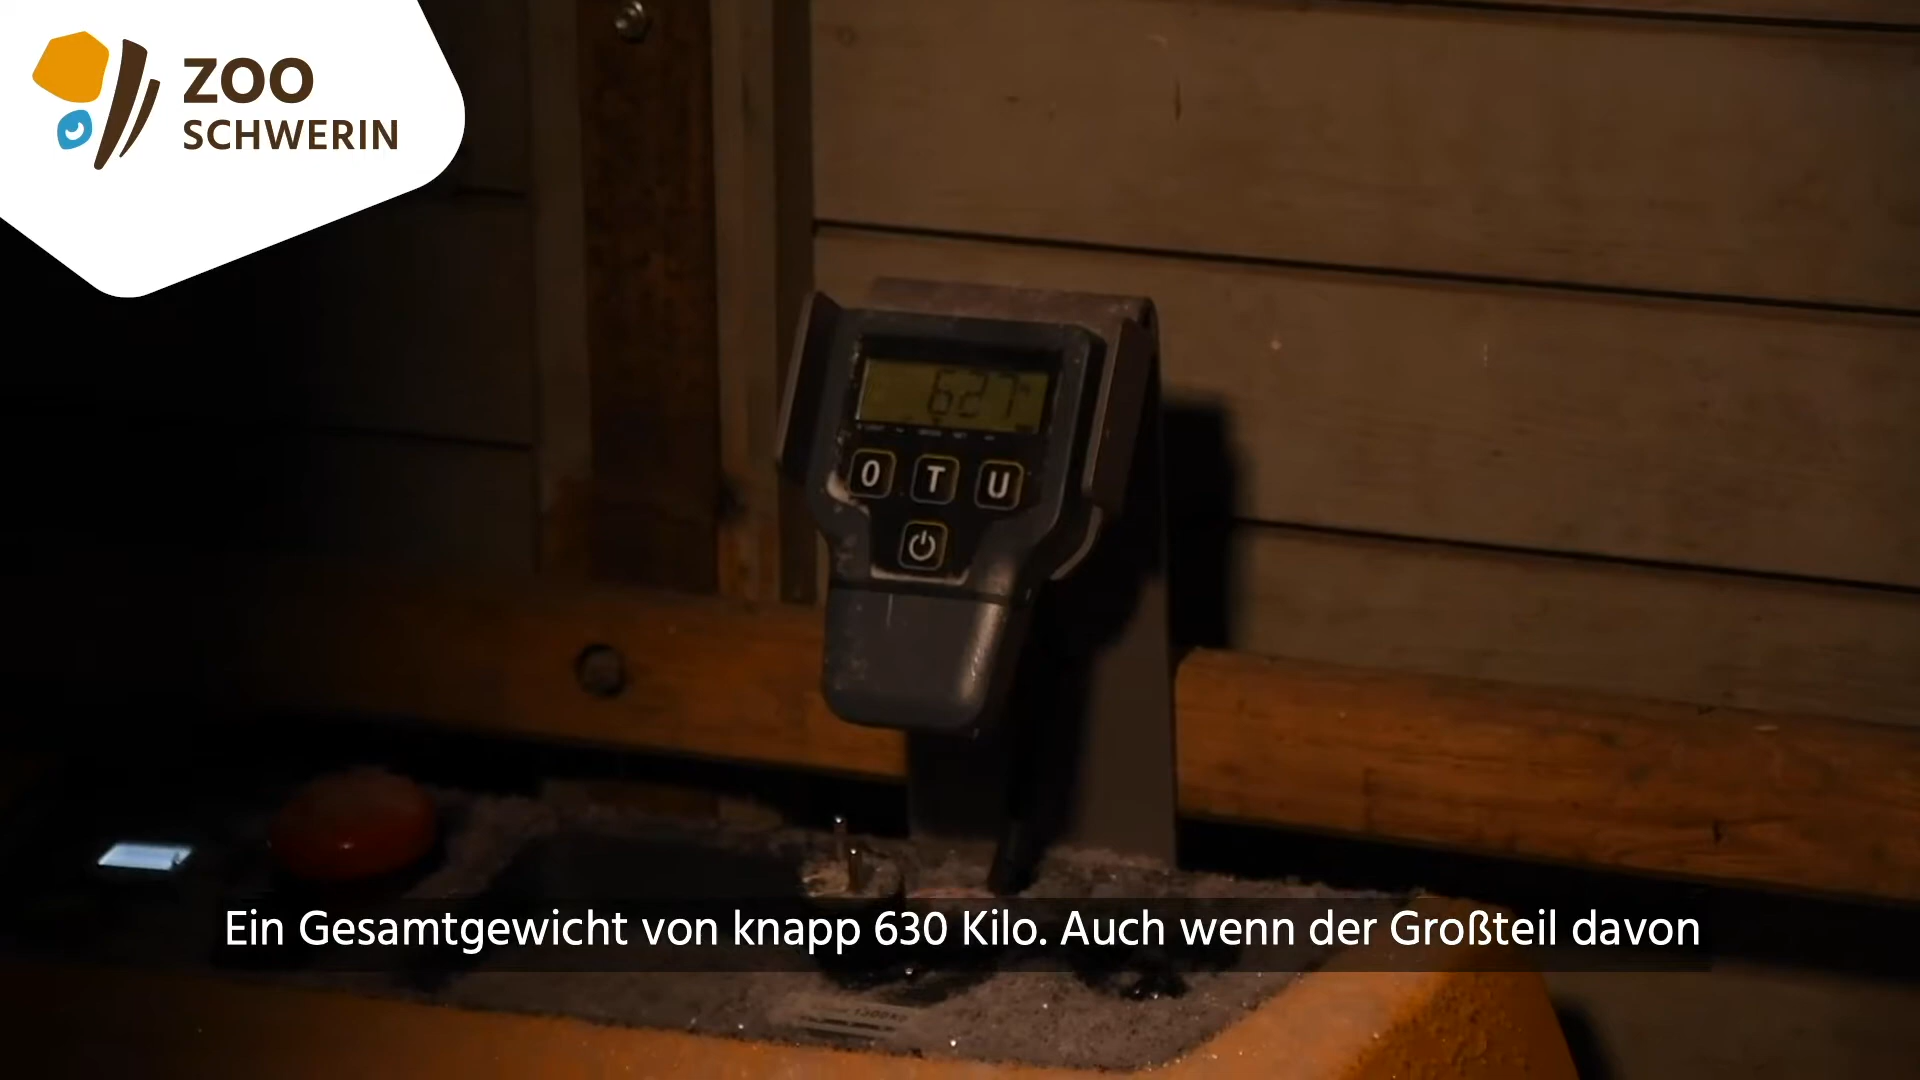 ZOO
SCHWERIN
627
0 T U
Ein Gesamtgewicht von knapp 630 Kilo. Auch wenn der Großteil davon